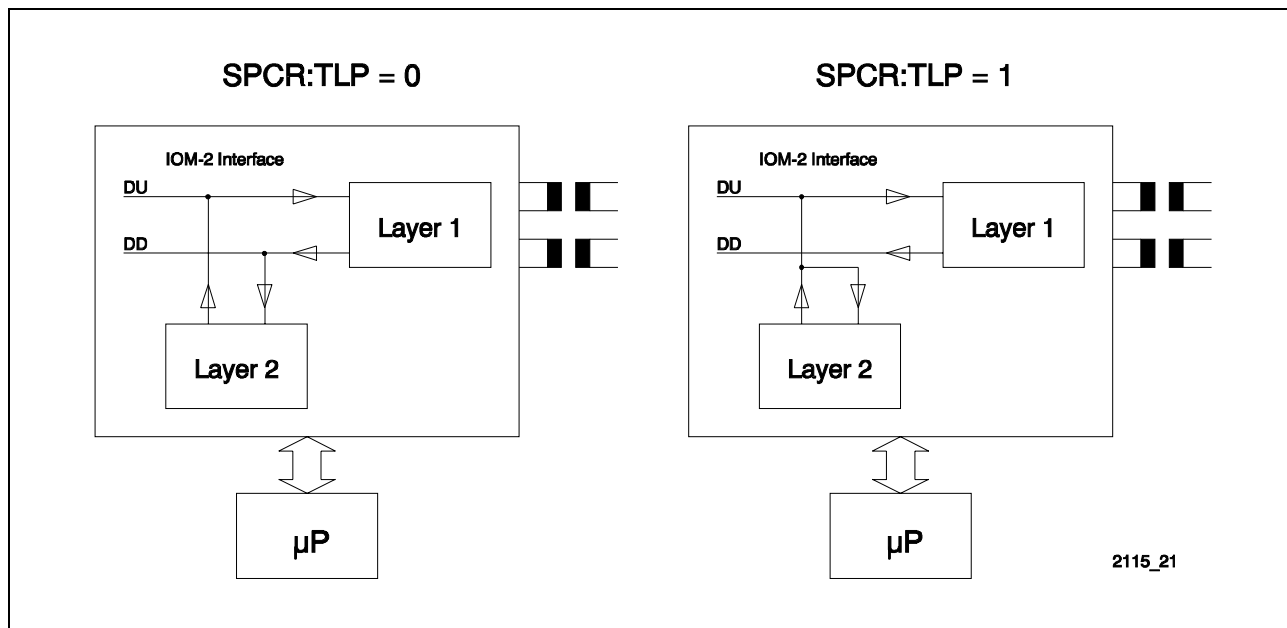 SPCR:TLP = 0
IOM-2 Interface
DU
Layer 1
DD
Layer 2
µP
SPCR:TLP = 1
IOM-2 Interface
DU
Layer 1
DD
Layer 2
µP
2115_21